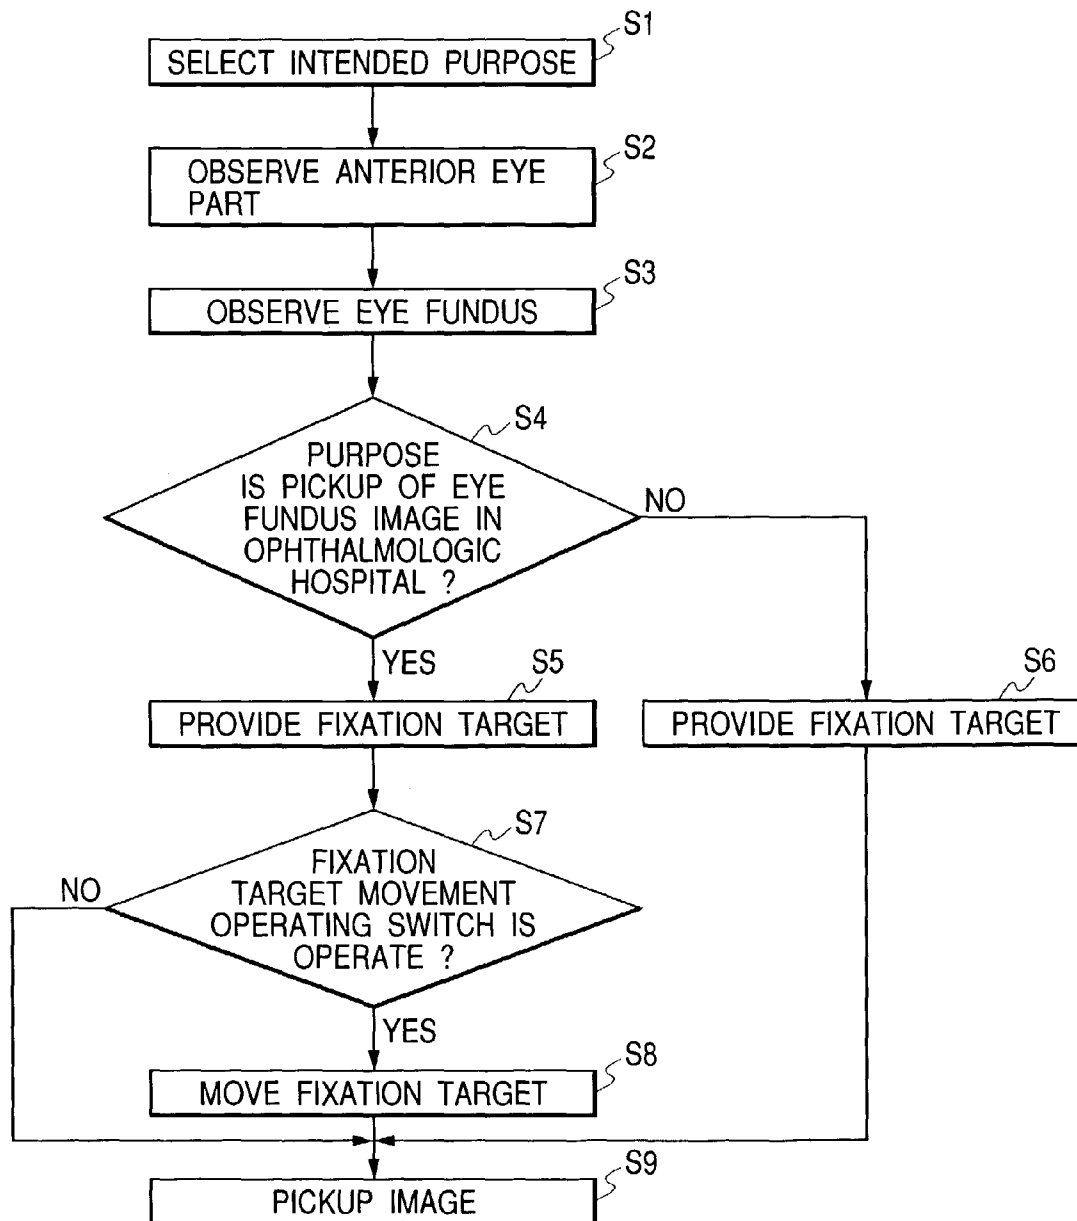 S1
SELECT INTENDED PURPOSE
S2
OBSERVE ANTERIOR EYE
PART
S3
OBSERVE EYE FUNDUS
S4
PURPOSE
IS PICKUP OF EYE
FUNDUS IMAGE IN
OPHTHALMOLOGIC
HOSPITAL ?
NO
YES
S5
PROVIDE FIXATION TARGET
S6
PROVIDE FIXATION TARGET
S7
FIXATION
TARGET MOVEMENT
OPERATING SWITCH IS
OPERATE ?
NO
YES
S8
MOVE FIXATION TARGET
S9
PICKUP IMAGE